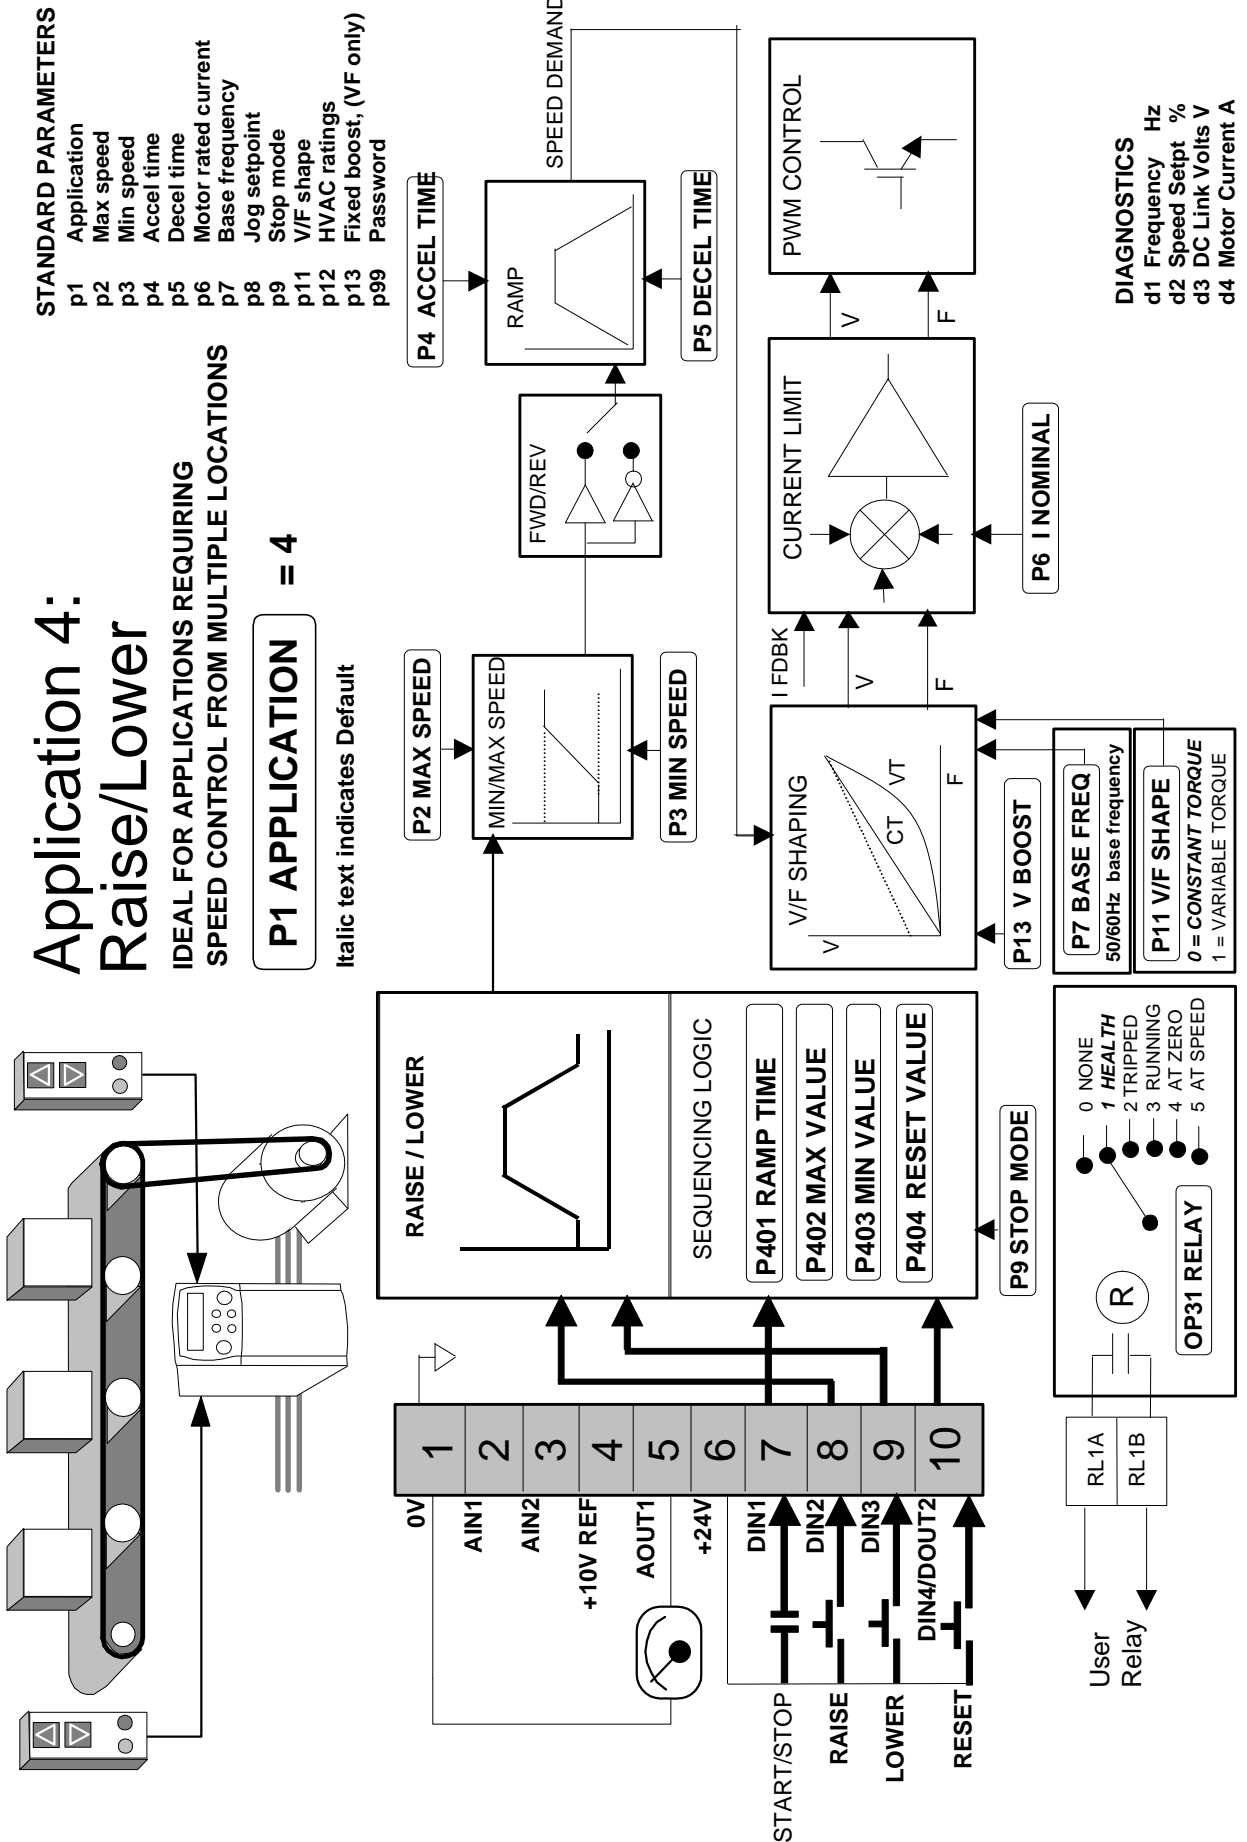 Application 4:
Raise/Lower
IDEAL FOR APPLICATIONS REQUIRING
SPEED CONTROL FROM MULTIPLE LOCATIONS
P1 APPLICATION = 4
Italic text indicates Default
STANDARD PARAMETERS
p1 Application
p2 Max speed
p3 Min speed
p4 Accel time
p5 Decel time
p6 Motor rated current
p7 Base frequency
p8 Jog setpoint
p9 Stop mode
p11 V/F shape
p12 HVAC ratings
p13 Fixed boost, (VF only)
p99 Password
0V
1
AIN1
2
AIN2
3
+10V REF
4
AOUT1
5
+24V
6
DIN1
7
DIN2
8
DIN3
9
DIN4/DOUT2
10
START/STOP
RAISE
LOWER
RESET
RAISE / LOWER
SEQUENCING LOGIC
P401 RAMP TIME
P402 MAX VALUE
P403 MIN VALUE
P404 RESET VALUE
P9 STOP MODE
P2 MAX SPEED
MIN/MAX SPEED
P3 MIN SPEED
FWD/REV
P4 ACCEL TIME
RAMP
P5 DECEL TIME
SPEED DEMAND
V/F SHAPING
V
CT
VT
F
P13 V BOOST
P7 BASE FREQ
50/60Hz base frequency
P11 V/F SHAPE
0 = CONSTANT TORQUE
1 = VARIABLE TORQUE
I FDBK
V
F
CURRENT LIMIT
P6 I NOMINAL
V
F
PWM CONTROL
User
Relay
RL1A
RL1B
R
OP31 RELAY
0 NONE
1 HEALTH
2 TRIPPED
3 RUNNING
4 AT ZERO
5 AT SPEED
DIAGNOSTICS
d1 Frequency Hz
d2 Speed Setpt %
d3 DC Link Volts V
d4 Motor Current A